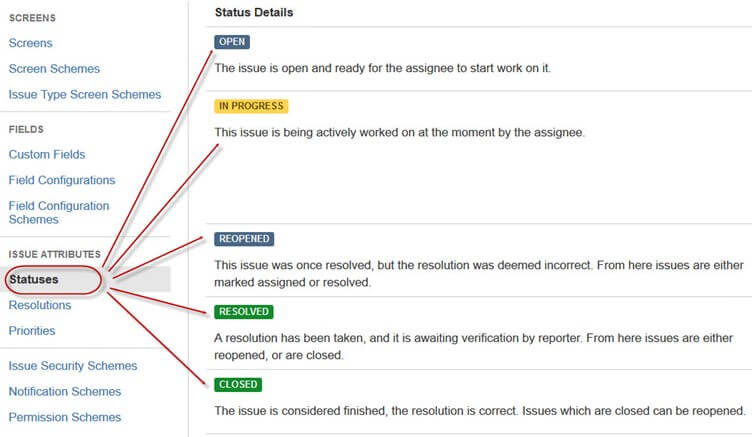 SCREENS
Screens
Screen Schemes
Issue Type Screen Schemes
FIELDS
Custom Fields
Field Configurations
Field Configuration
Schemes
ISSUE ATTRIBUTES
Statuses
Resolutions
Priorities
Issue Security Schemes
Notification Schemes
Permission Schemes
Status Details
OPEN
The issue is open and ready for the assignee to start work on it.
IN PROGRESS
This issue is being actively worked on at the moment by the assignee.
REOPENED
This issue was once resolved, but the resolution was deemed incorrect. From here issues are either
marked assigned or resolved.
RESOLVED
A resolution has been taken, and it is awaiting verification by reporter. From here issues are either
reopened, or are closed.
CLOSED
The issue is considered finished, the resolution is correct. Issues which are closed can be reopened.